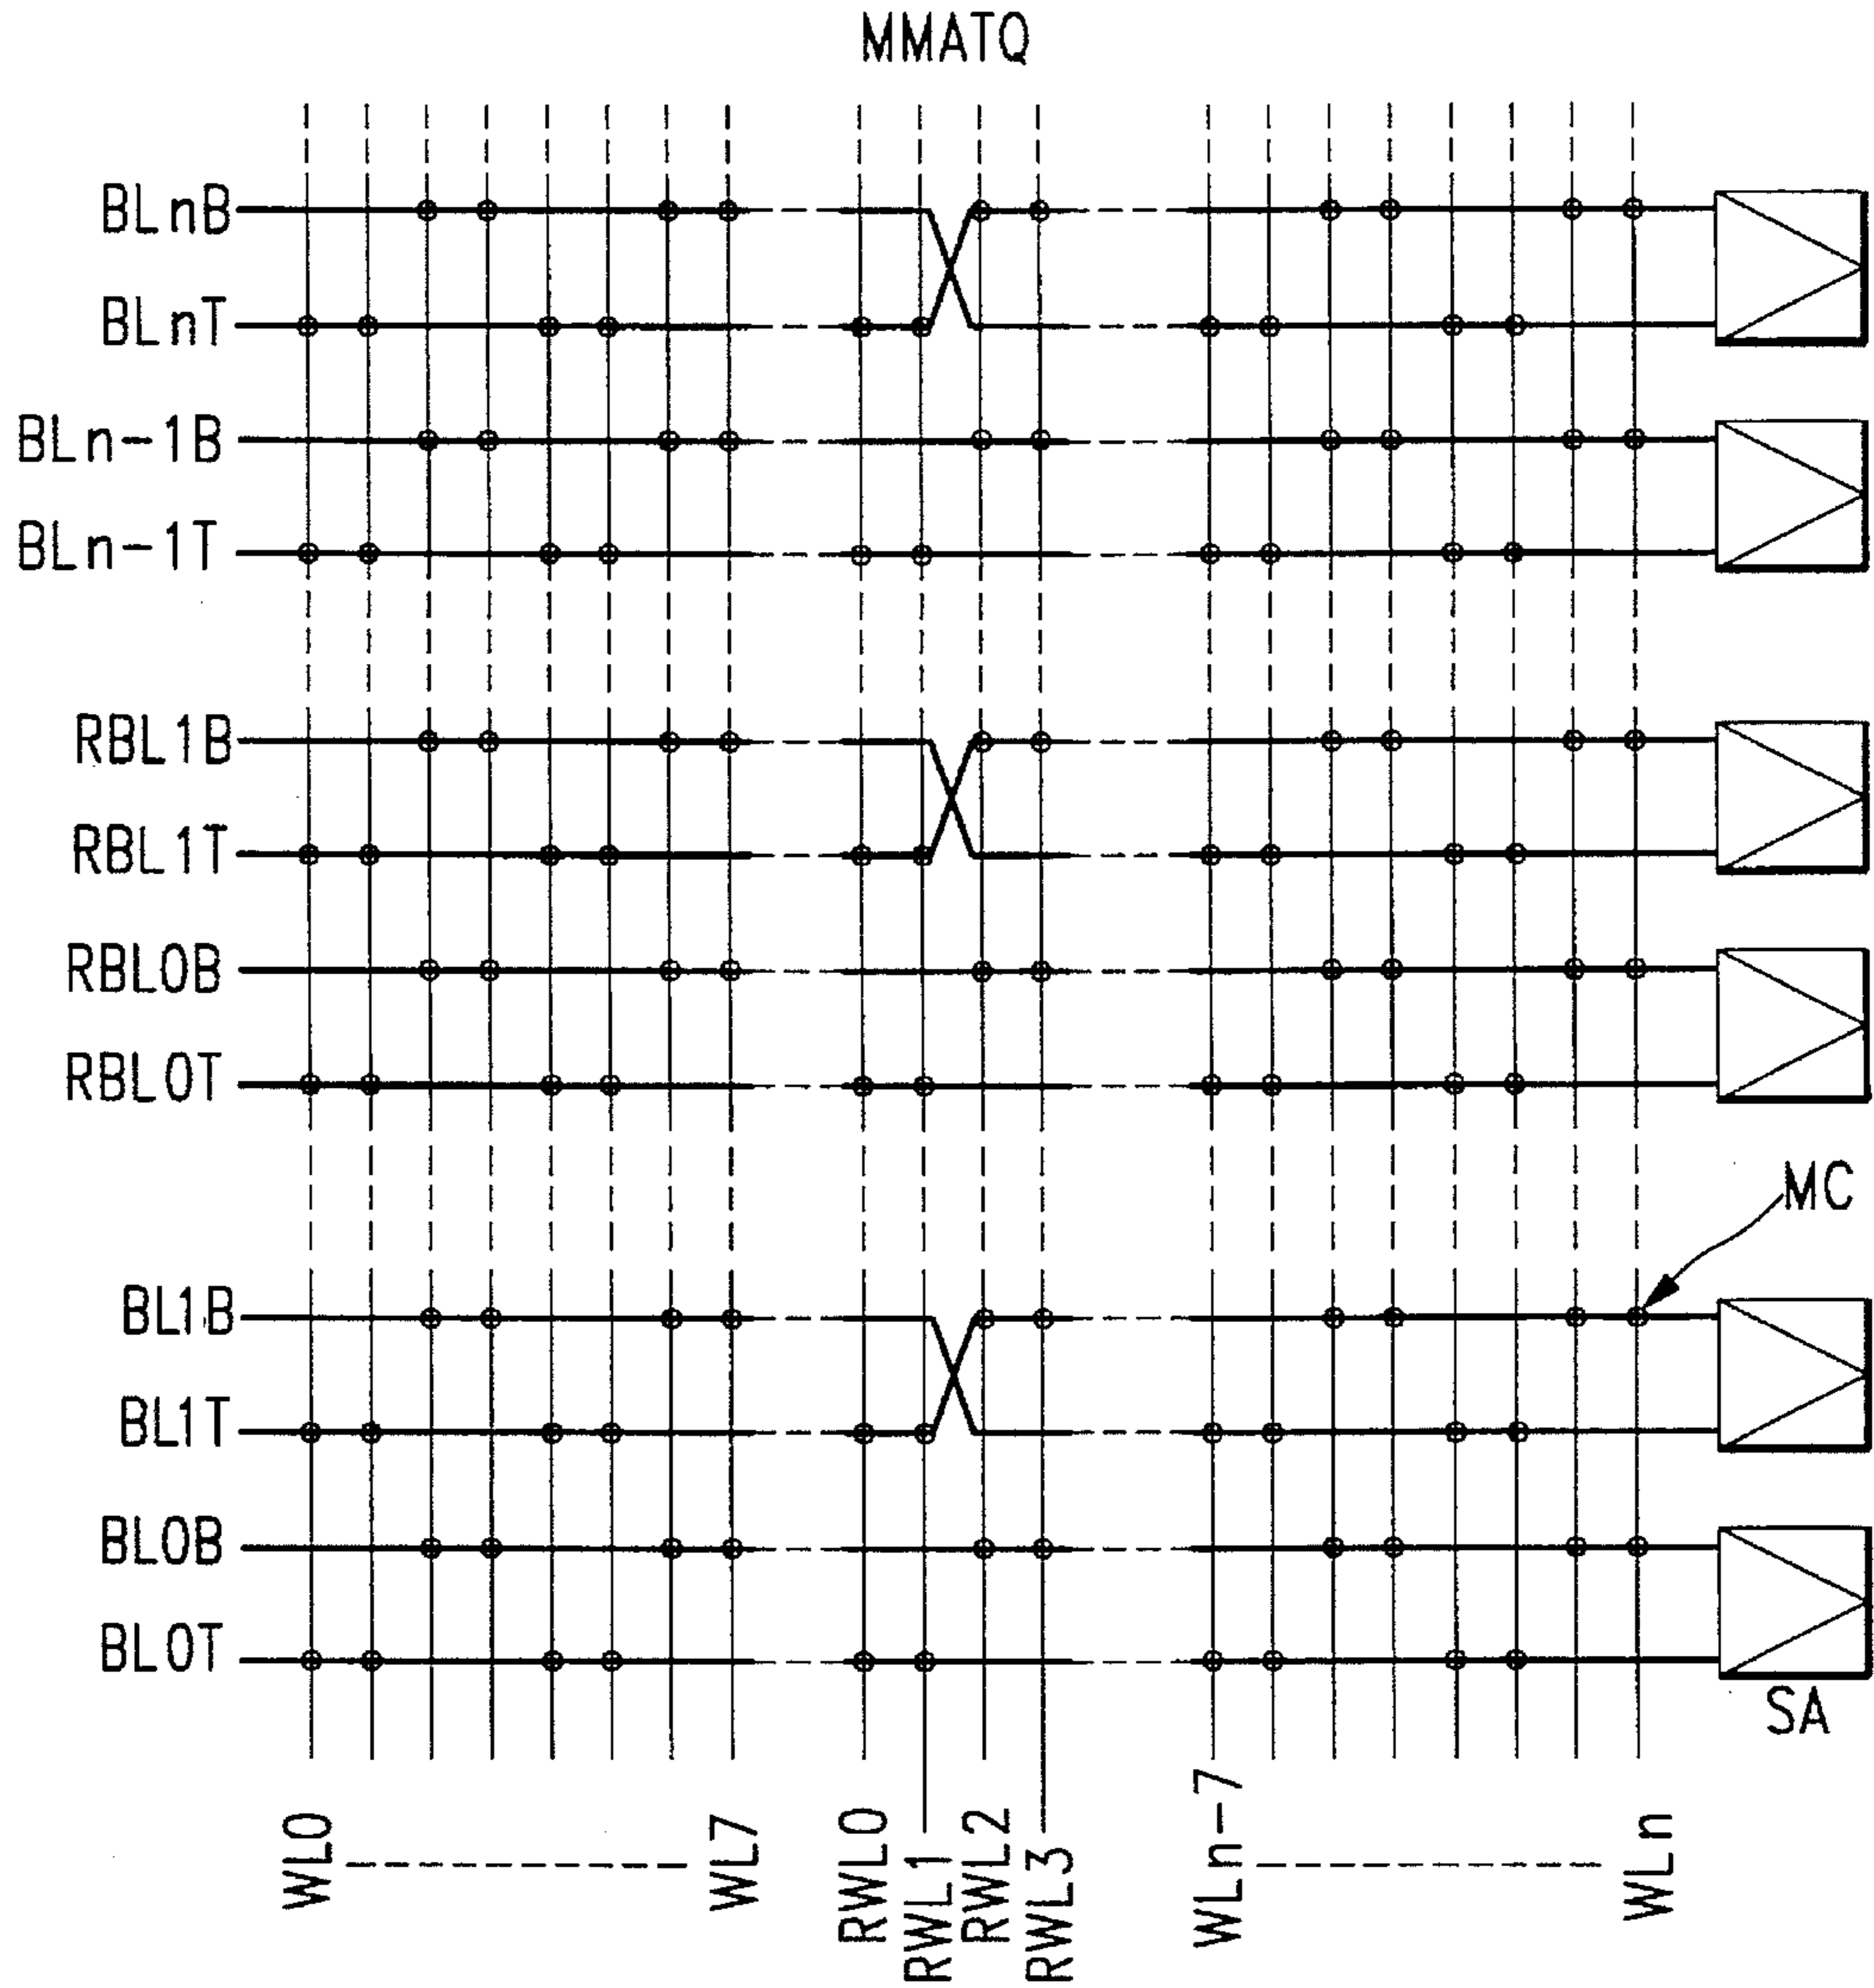 MMATQ
BLnB
BLnT
BLn-1B
BLn-1T
RBL1B
RBL1T
RBL0B
RBL0T
MC
BL1B
BL1T
BL0B
BL0T
SA
WL0
WL7
RWL0
RWL1
RWL2
RWL3
WLn-7
WLn